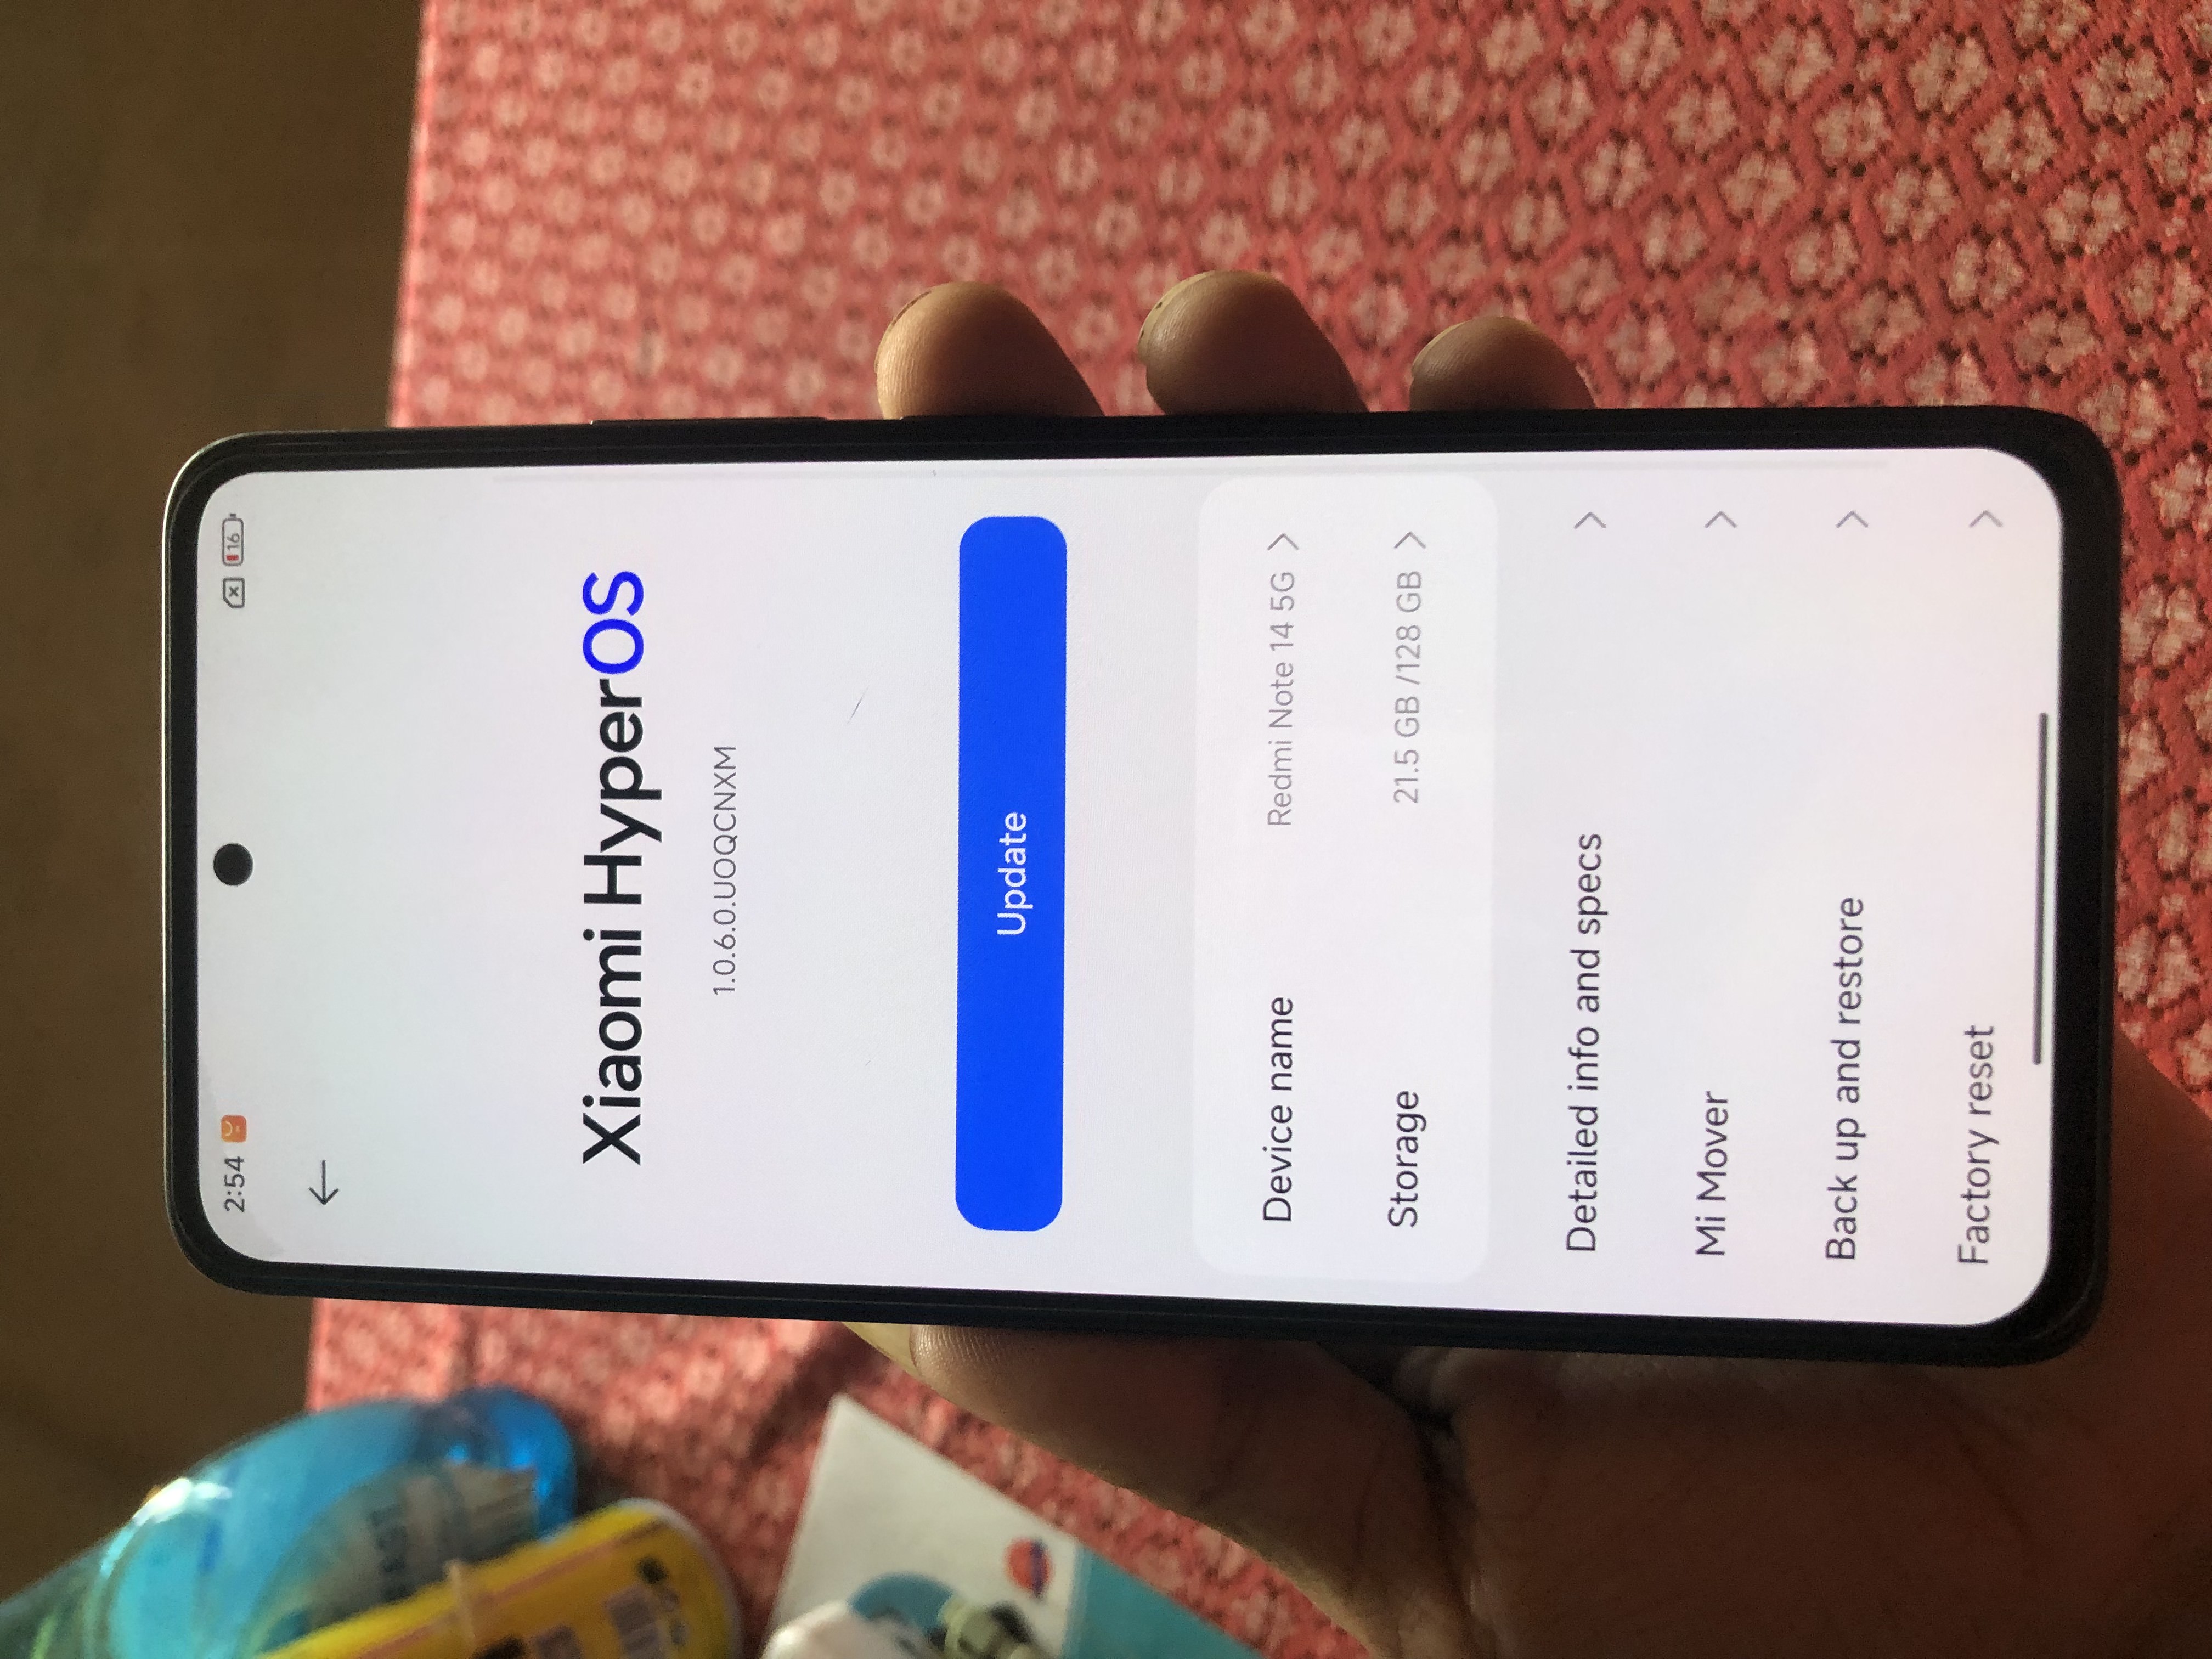 2:54
16
Xiaomi HyperOS
1.0.6.0.UOQCNXM
Update
Device name Redmi Note 14 5G
Storage 21.5 GB /128 GB
Detailed info and specs
Mi Mover
Back up and restore
Factory reset